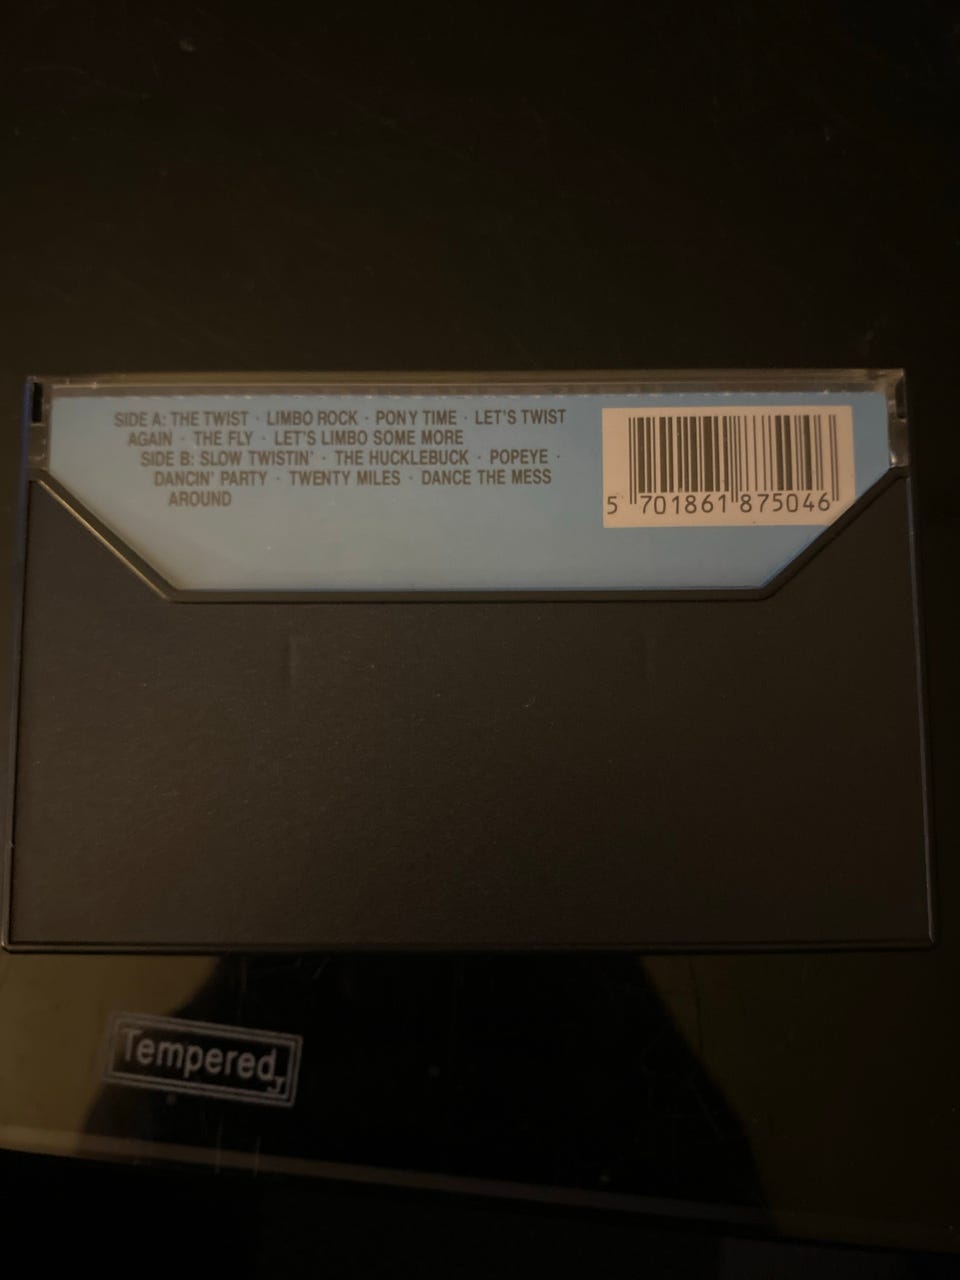 SIDE A: THE TWIST · LIMBO ROCK · PONY TIME · LET'S TWIST
AGAIN · THE FLY · LET'S LIMBO SOME MORE
SIDE B: SLOW TWISTIN' · THE HUCKLEBUCK · POPEYE ·
DANCIN' PARTY · TWENTY MILES · DANCE THE MESS
AROUND
5 701861 875046
Tempered